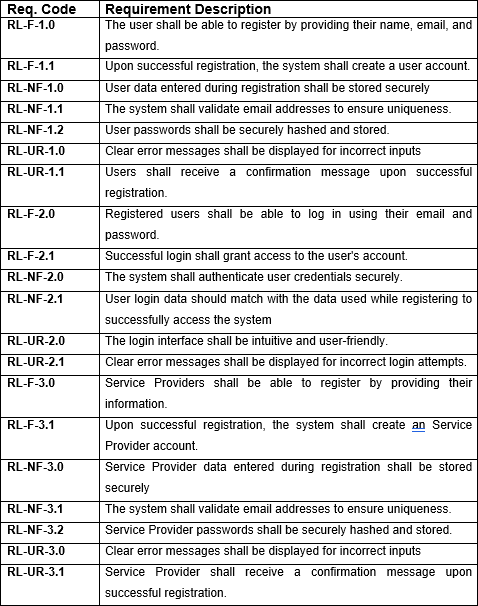 Req. Code Requirement Description
RL-F-1.0 The user shall be able to register by providing their name, email, and
password.
RL-F-1.1 Upon successful registration, the system shall create a user account.
RL-NF-1.0 User data entered during registration shall be stored securely
RL-NF-1.1 The system shall validate email addresses to ensure uniqueness.
RL-NF-1.2 User passwords shall be securely hashed and stored.
RL-UR-1.0 Clear error messages shall be displayed for incorrect inputs
RL-UR-1.1 Users shall receive a confirmation message upon successful
registration.
RL-F-2.0 Registered users shall be able to log in using their email and
password.
RL-F-2.1 Successful login shall grant access to the user's account.
RL-NF-2.0 The system shall authenticate user credentials securely.
RL-NF-2.1 User login data should match with the data used while registering to
successfully access the system
RL-UR-2.0 The login interface shall be intuitive and user-friendly.
RL-UR-2.1 Clear error messages shall be displayed for incorrect login attempts.
RL-F-3.0 Service Providers shall be able to register by providing their
information.
RL-F-3.1 Upon successful registration, the system shall create an Service
Provider account.
RL-NF-3.0 Service Provider data entered during registration shall be stored
securely
RL-NF-3.1 The system shall validate email addresses to ensure uniqueness.
RL-NF-3.2 Service Provider passwords shall be securely hashed and stored.
RL-UR-3.0 Clear error messages shall be displayed for incorrect inputs
RL-UR-3.1 Service Provider shall receive a confirmation message upon
successful registration.